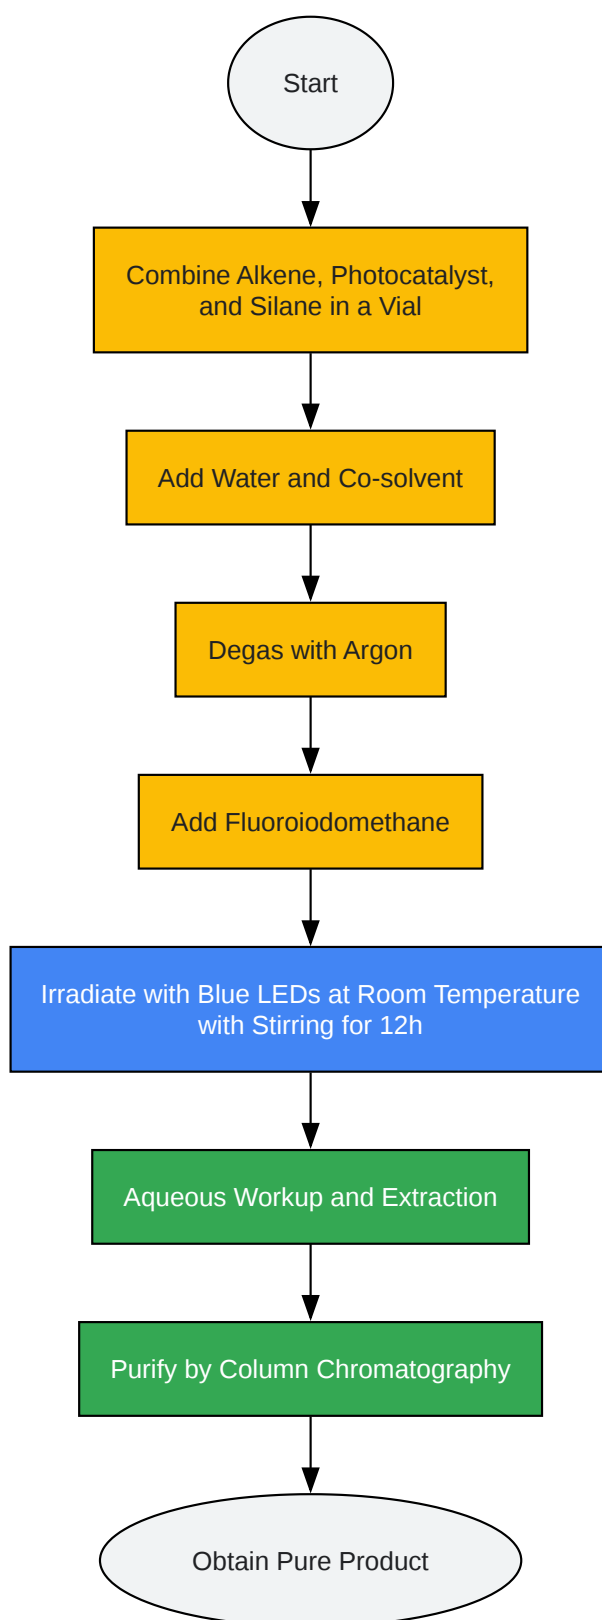 Start
Combine Alkene, Photocatalyst,
and Silane in a Vial
Add Water and Co-solvent
Degas with Argon
Add Fluoroiodomethane
Irradiate with Blue LEDs at Room Temperature
with Stirring for 12h
Aqueous Workup and Extraction
Purify by Column Chromatography
Obtain Pure Product